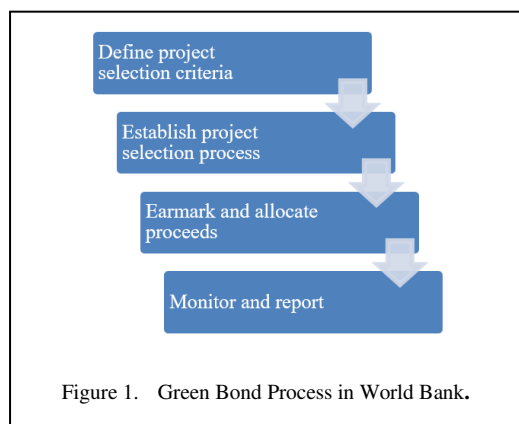 Define project
selection criteria
Establish project
selection process
Earmark and allocate
proceeds
Monitor and report
Figure 1. Green Bond Process in World Bank.